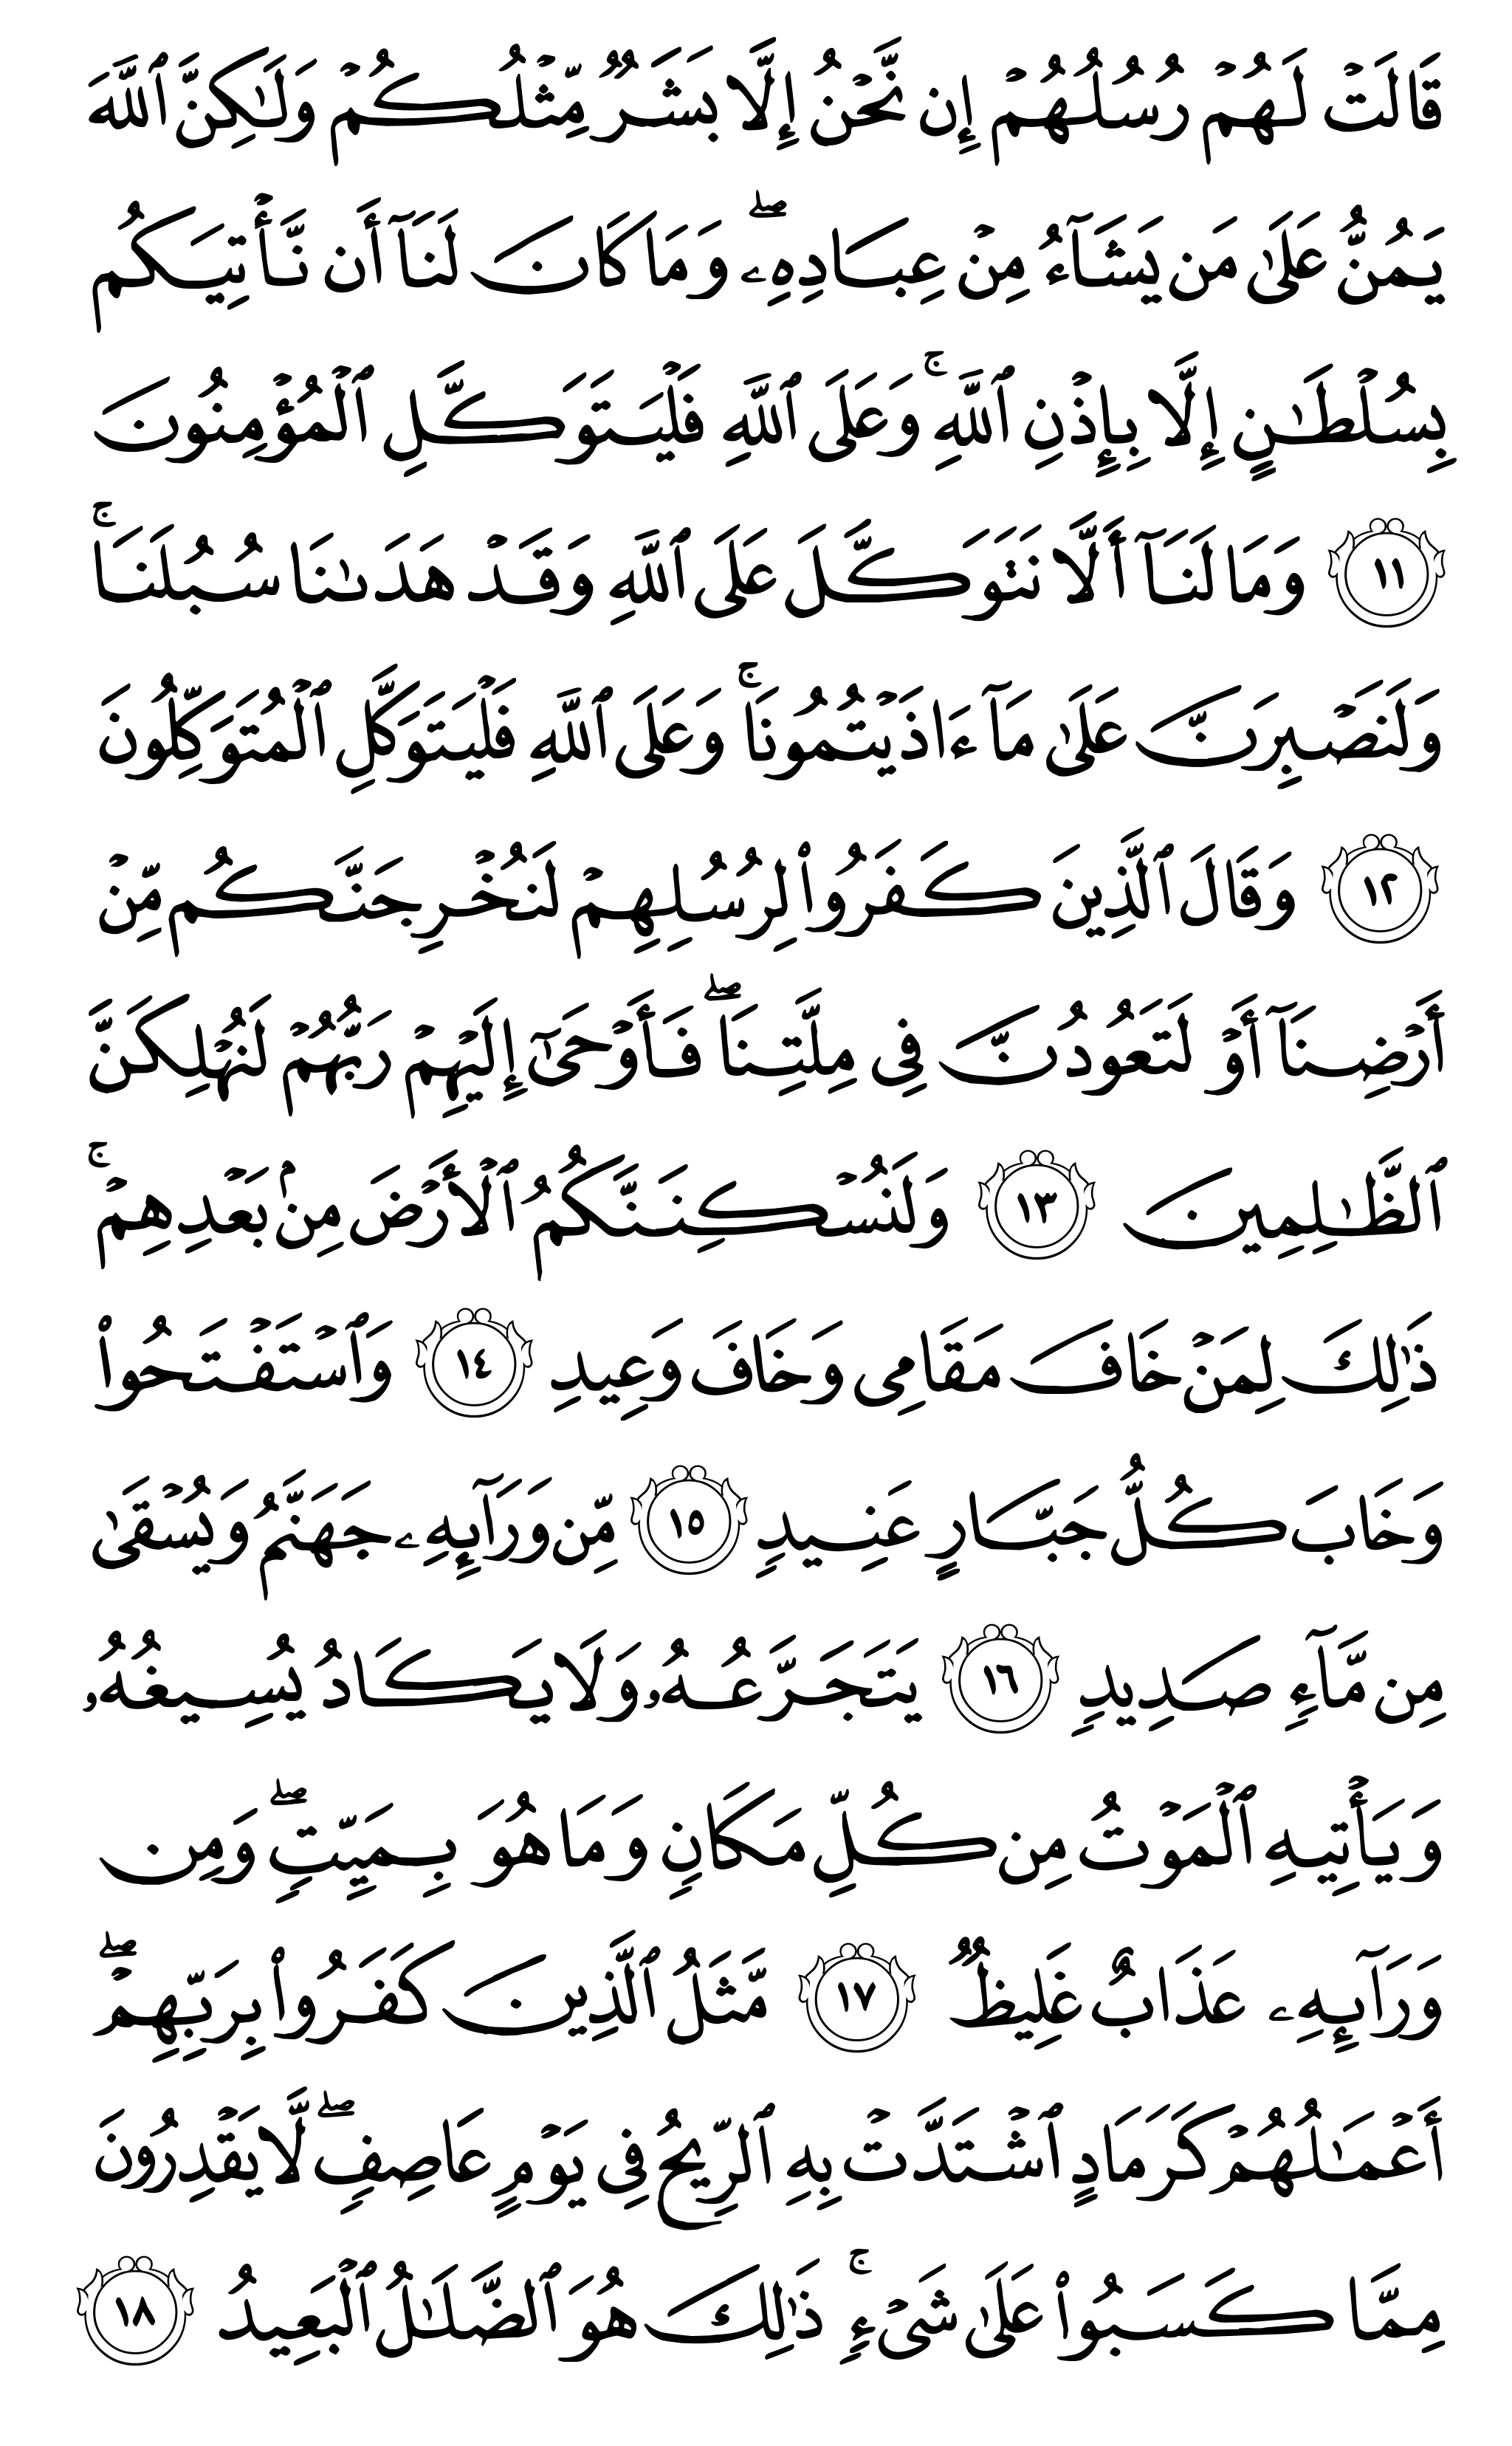 قَالَتۡ لَهُمۡ رُسُلُهُمۡ إِن نَّحۡنُ إِلَّا بَشَرٞ مِّثۡلُكُمۡ وَلَٰكِنَّ ٱللَّهَ
يَمُنُّ عَلَىٰ مَن يَشَآءُ مِنۡ عِبَادِهِۦۖ وَمَا كَانَ لَنَآ أَن نَّأۡتِيَكُم
بِسُلۡطَٰنٍ إِلَّا بِإِذۡنِ ٱللَّهِۚ وَعَلَى ٱللَّهِ فَلۡيَتَوَكَّلِ ٱلۡمُؤۡمِنُونَ
١١ وَمَا لَنَآ أَلَّا نَتَوَكَّلَ عَلَى ٱللَّهِ وَقَدۡ هَدَىٰنَا سُبُلَنَاۚ
وَلَنَصۡبِرَنَّ عَلَىٰ مَآ ءَاذَيۡتُمُونَاۚ وَعَلَى ٱللَّهِ فَلۡيَتَوَكَّلِ ٱلۡمُتَوَكِّلُونَ
١٢ وَقَالَ ٱلَّذِينَ كَفَرُواْ لِرُسُلِهِمۡ لَنُخۡرِجَنَّكُم مِّنۡ
أَرۡضِنَآ أَوۡ لَتَعُودُنَّ فِي مِلَّتِنَاۖ فَأَوۡحَىٰٓ إِلَيۡهِمۡ رَبُّهُمۡ لَنُهۡلِكَنَّ
ٱلظَّٰلِمِينَ ١٣ وَلَنُسۡكِنَنَّكُمُ ٱلۡأَرۡضَ مِنۢ بَعۡدِهِمۡۚ
ذَٰلِكَ لِمَنۡ خَافَ مَقَامِي وَخَافَ وَعِيدِ ١٤ وَٱسۡتَفۡتَحُواْ
وَخَابَ كُلُّ جَبَّارٍ عَنِيدٖ ١٥ مِّن وَرَآئِهِۦ جَهَنَّمُ وَيُسۡقَىٰ
مِن مَّآءٖ صَدِيدٖ ١٦ يَتَجَرَّعُهُۥ وَلَا يَكَادُ يُسِيغُهُۥ
وَيَأۡتِيهِ ٱلۡمَوۡتُ مِن كُلِّ مَكَانٖ وَمَا هُوَ بِمَيِّتٖۖ وَمِن
وَرَآئِهِۦ عَذَابٌ غَلِيظٞ ١٧ مَّثَلُ ٱلَّذِينَ كَفَرُواْ بِرَبِّهِمۡۖ
أَعۡمَٰلُهُمۡ كَرَمَادٍ ٱشۡتَدَّتۡ بِهِ ٱلرِّيحُ فِي يَوۡمٍ عَاصِفٖۖ لَّا يَقۡدِرُونَ
مِمَّا كَسَبُواْ عَلَىٰ شَيۡءٖۚ ذَٰلِكَ هُوَ ٱلضَّلَٰلُ ٱلۡبَعِيدُ ١٨